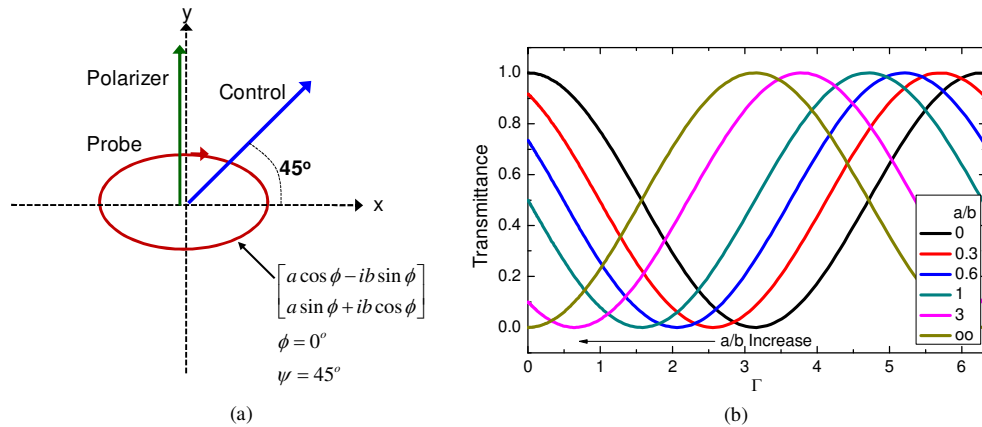 y
Polarizer
Control
Probe
45º
x
a cos ϕ − ib sin ϕ
a sin ϕ + ib cos ϕ
ϕ = 0°
ψ = 45°
(a)
Transmittance
1.0
0.8
0.6
0.4
0.2
0.0
0 1 2 3 4 5 6
Γ
a/b Increase
a/b
0
0.3
0.6
1
3
oo
(b)